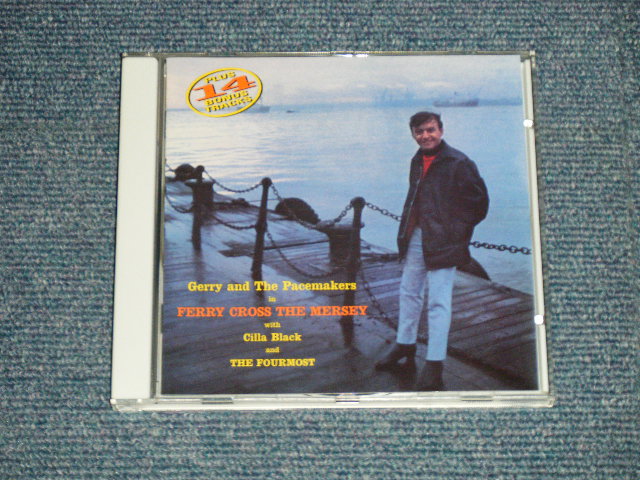 PLUS
14
BONUS
TRACKS
Gerry and The Pacemakers
in
FERRY CROSS THE MERSEY
with
Cilla Black
and
THE FOURMOST